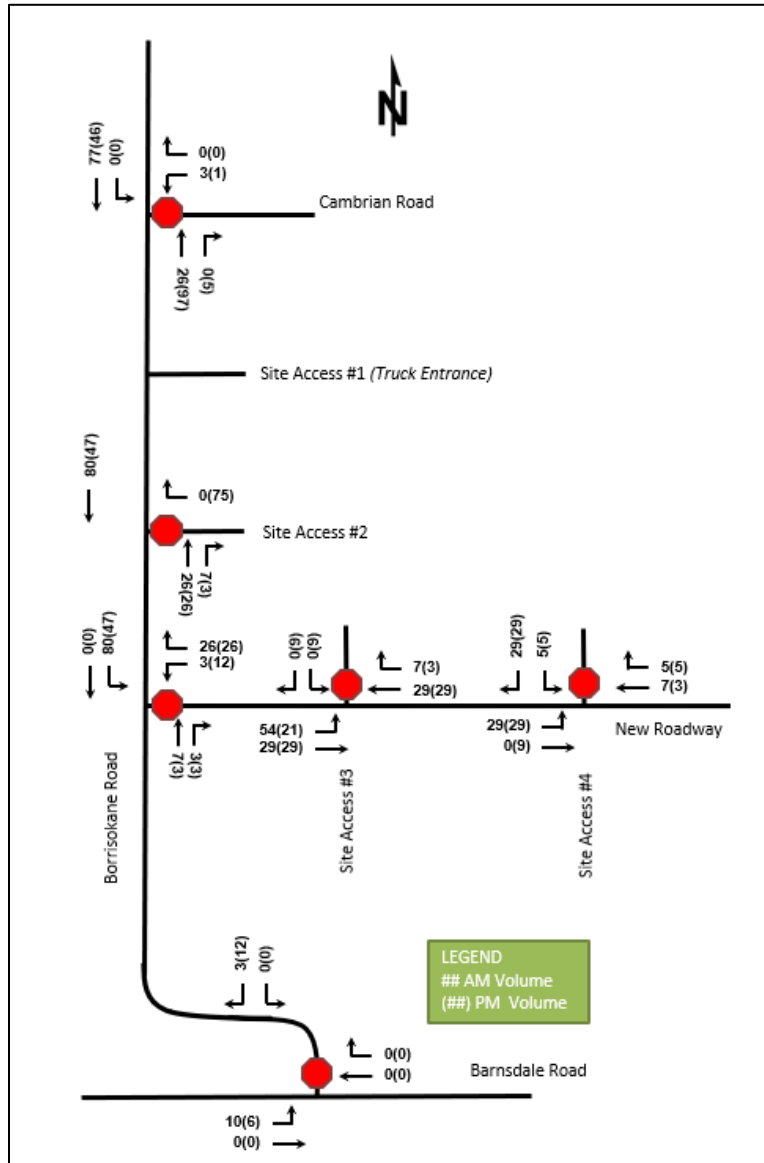 77(46)
0(0)
0(0)
3(1)
N
Cambrian Road
26(97)
0(5)
Site Access #1 (Truck Entrance)
80(47)
0(75)
Site Access #2
26(26)
7(3)
0(0)
80(47)
26(26)
3(12)
7(3)
3(3)
0(9)
0(9)
7(3)
29(29)
54(21)
29(29)
29(29)
5(5)
5(5)
7(3)
29(29)
0(9)
New Roadway
Borrisokane Road
Site Access #3
Site Access #4
3(12)
0(0)
LEGEND
## AM Volume
(##) PM Volume
0(0)
0(0)
Barnsdale Road
10(6)
0(0)